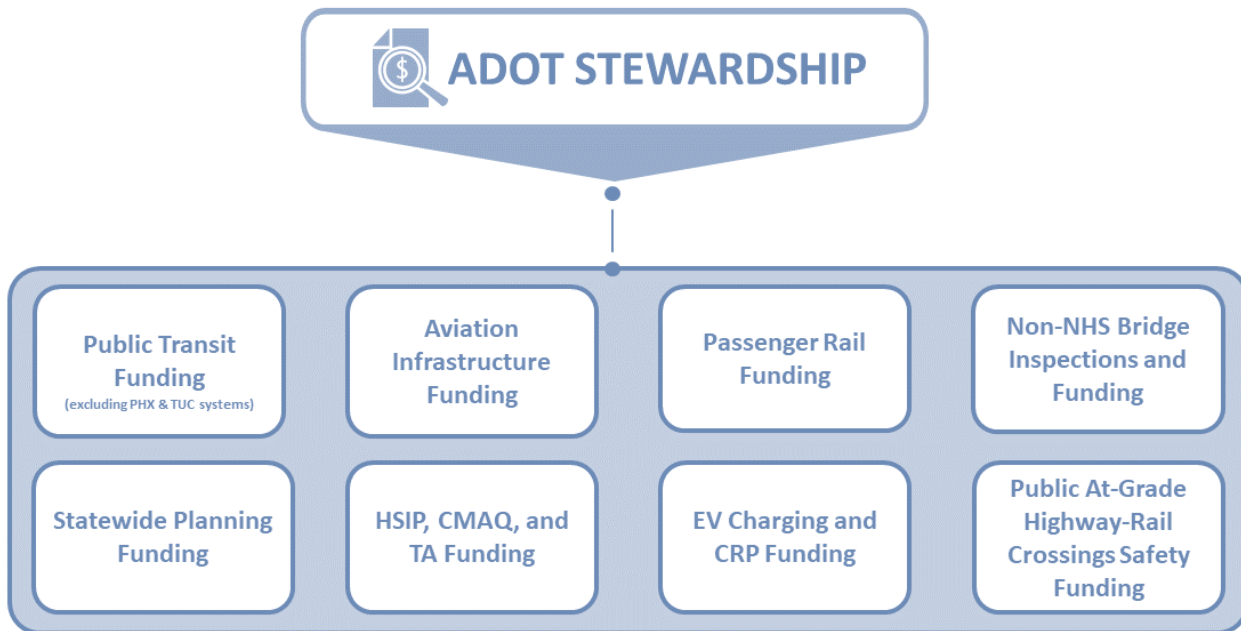 $ ADOT STEWARDSHIP
Public Transit
Funding
(excluding PHX & TUC systems)
Aviation
Infrastructure
Funding
Passenger Rail
Funding
Non-NHS Bridge
Inspections and
Funding
Statewide Planning
Funding
HSIP, CMAQ, and
TA Funding
EV Charging and
CRP Funding
Public At-Grade
Highway-Rail
Crossings Safety
Funding